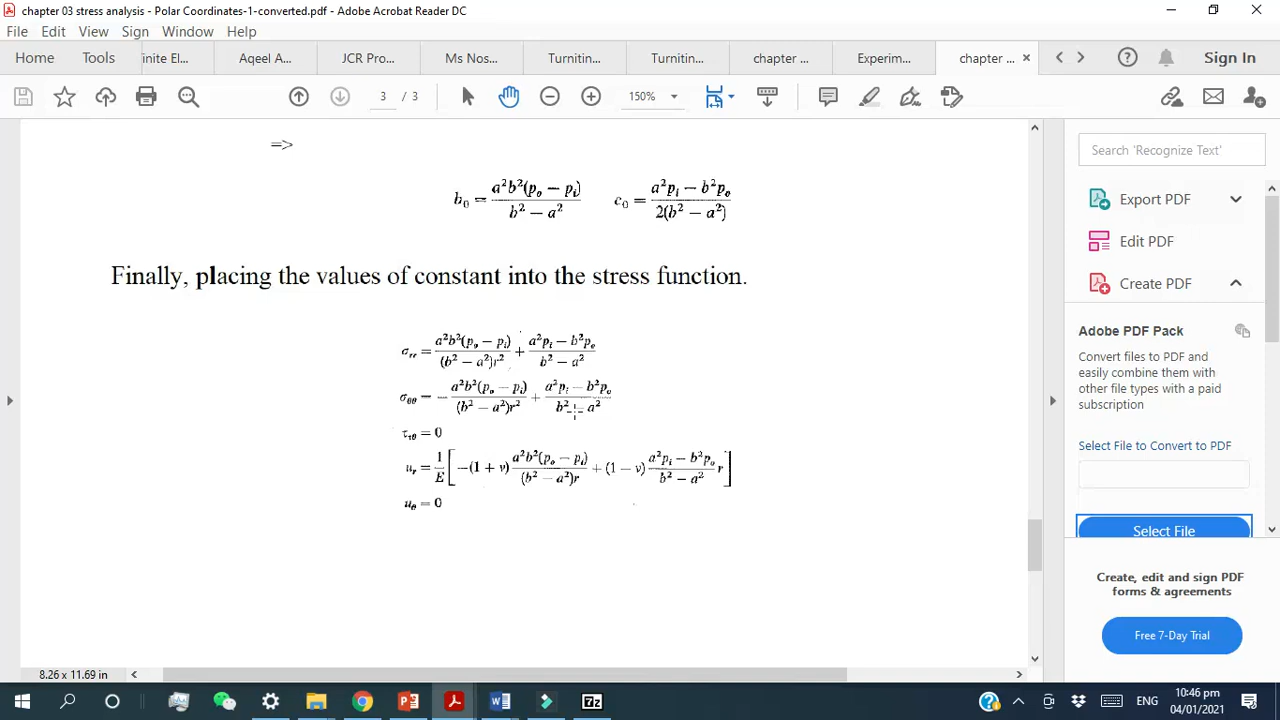 chapter 03 stress analysis - Polar Coordinates-1-converted.pdf - Adobe Acrobat Reader DC
File Edit View Sign Window Help
Home Tools inite El... Aqeel A... JCR Pro... Ms Nos... Turnitin... Turnitin... chapter ... Experim... chapter ... × Sign In
3 / 3 150%
=>
b₀ = a²b²(pₒ − pᵢ) / b² − a² c₀ = a²pᵢ − b²pₒ / 2(b² − a²)
Finally, placing the values of constant into the stress function.
σᵣᵣ = a²b²(pₒ − pᵢ) / (b² − a²)r² + a²pᵢ − b²pₒ / b² − a²
σθθ = − a²b²(pₒ − pᵢ) / (b² − a²)r² + a²pᵢ − b²pₒ / b² − a²
τᵣθ = 0
uᵣ = 1/E [ −(1 + ν) a²b²(pₒ − pᵢ) / (b² − a²)r + (1 − ν) a²pᵢ − b²pₒ / b² − a² r ]
uθ = 0
8.26 x 11.69 in
Search 'Recognize Text'
Export PDF
Edit PDF
Create PDF
Adobe PDF Pack
Convert files to PDF and
easily combine them with
other file types with a paid
subscription
Select File to Convert to PDF
Select File
Create, edit and sign PDF
forms & agreements
Free 7-Day Trial
ENG
10:46 pm
04/01/2021